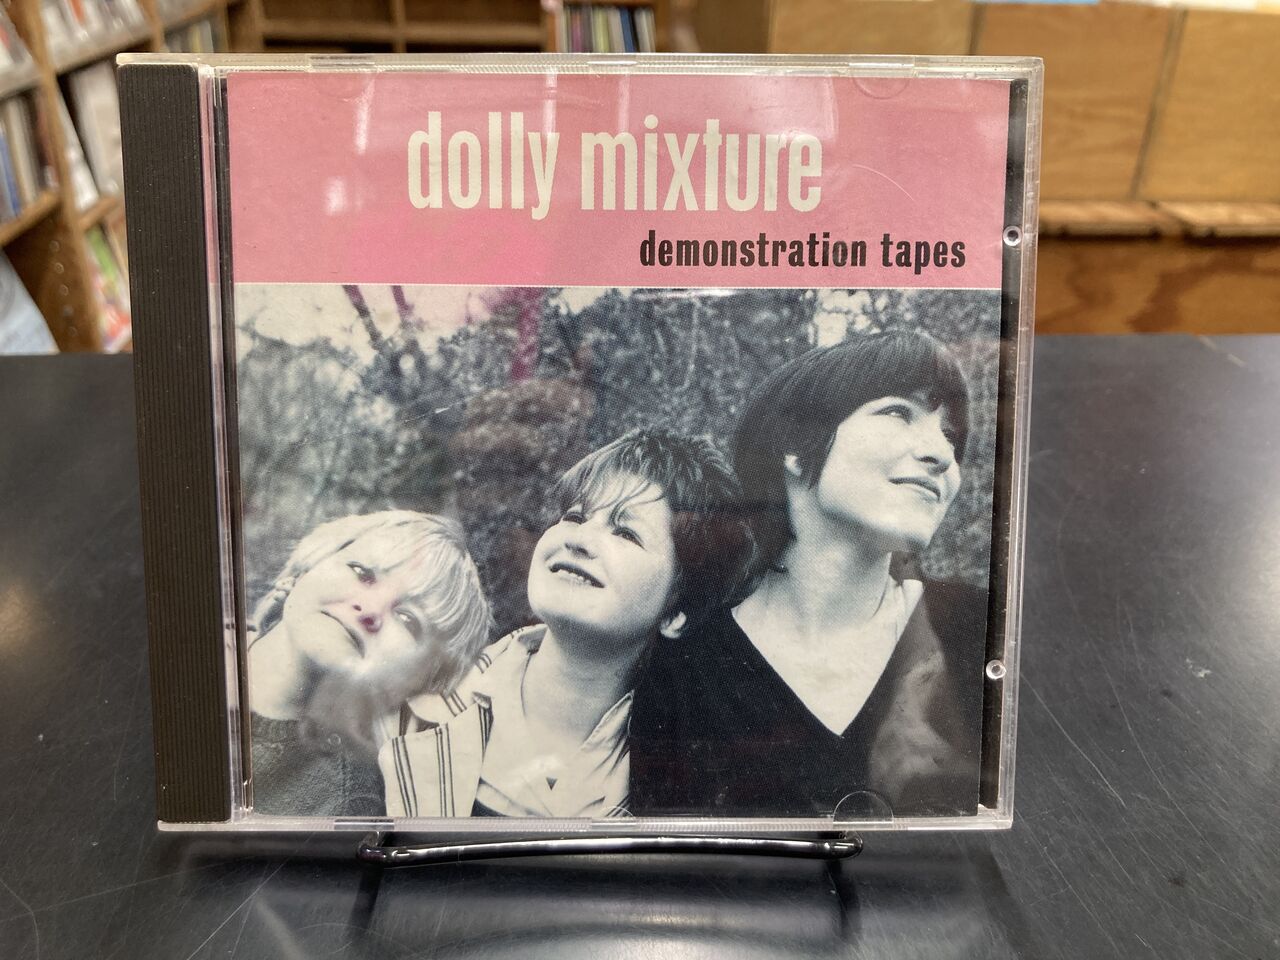 dolly mixture
demonstration tapes